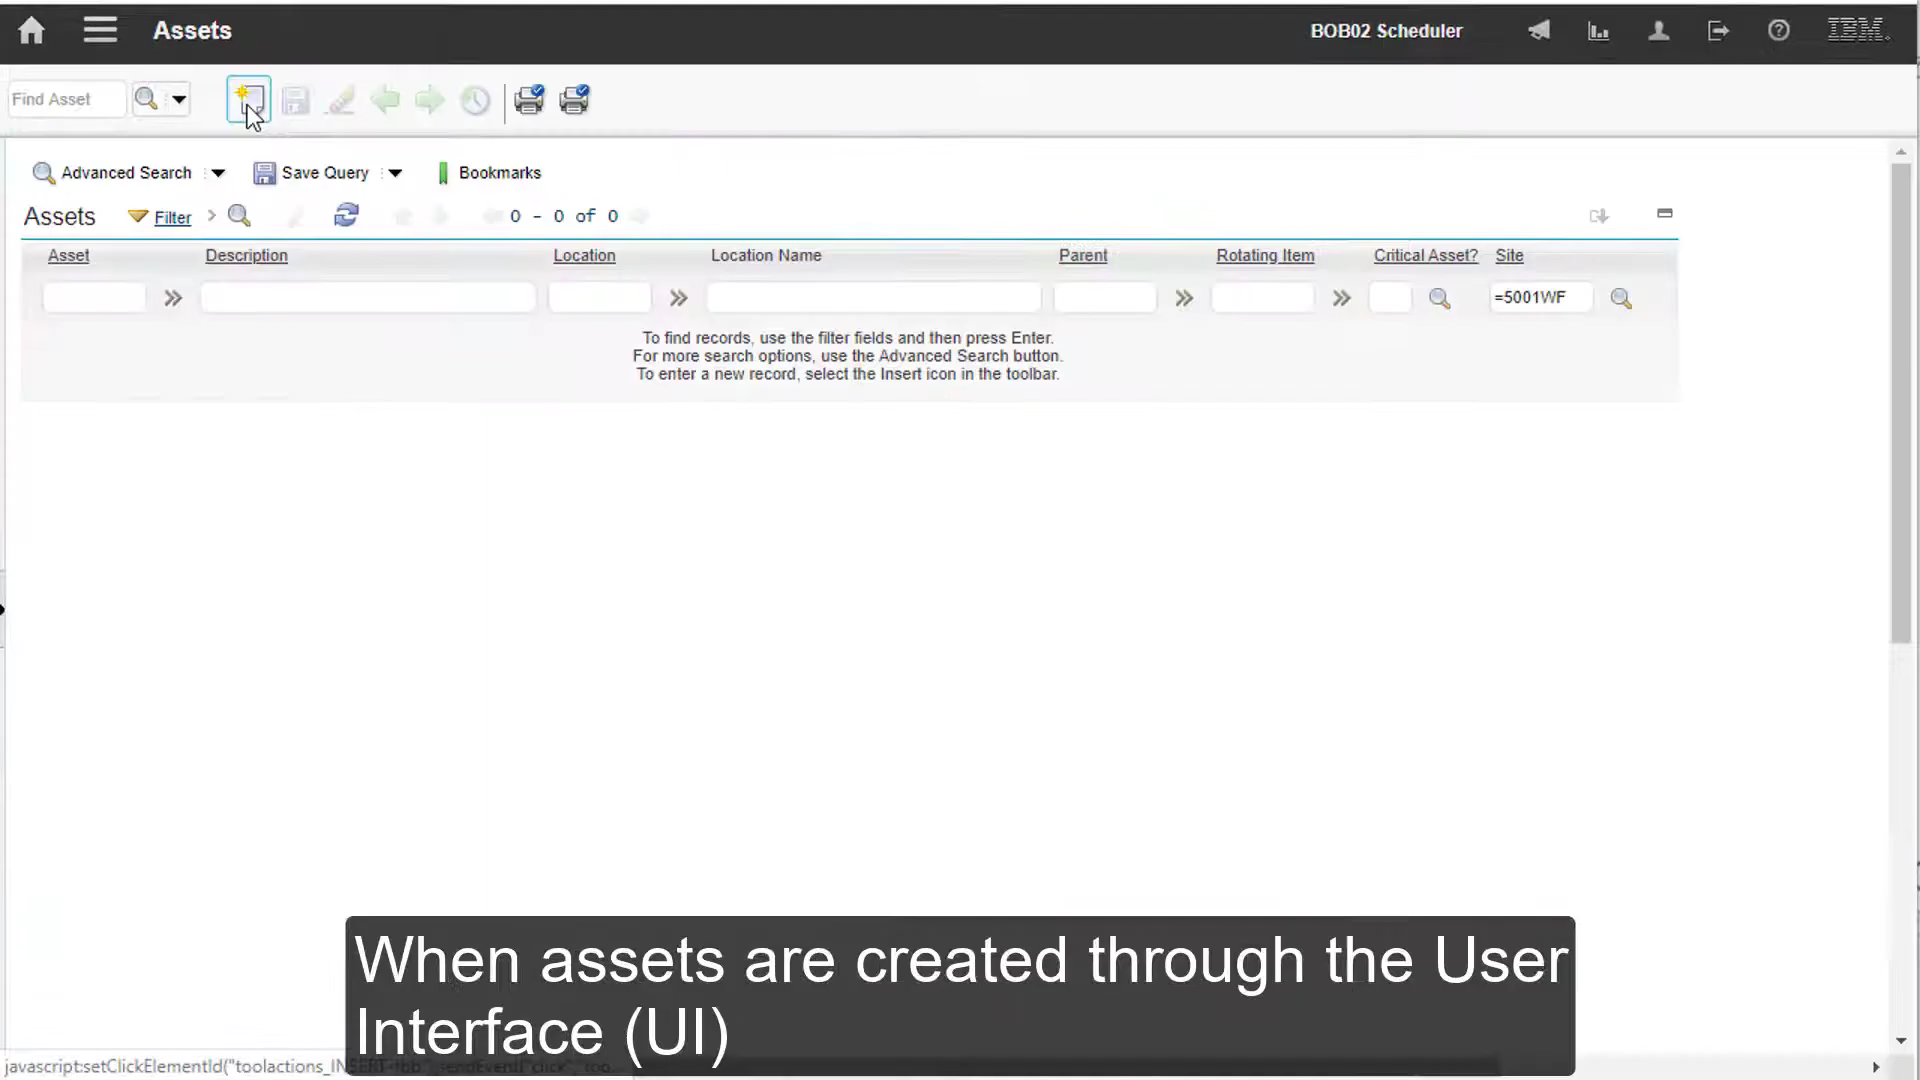 Assets
BOB02 Scheduler
IBM
Find Asset
Advanced Search
Save Query
Bookmarks
Assets
Filter
0 - 0 of 0
Asset
Description
Location
Location Name
Parent
Rotating Item
Critical Asset?
Site
=5001WF
To find records, use the filter fields and then press Enter.
For more search options, use the Advanced Search button.
To enter a new record, select the Insert icon in the toolbar.
When assets are created through the User
Interface (UI)
javascript:setClickElementId("toolactions_INSERT